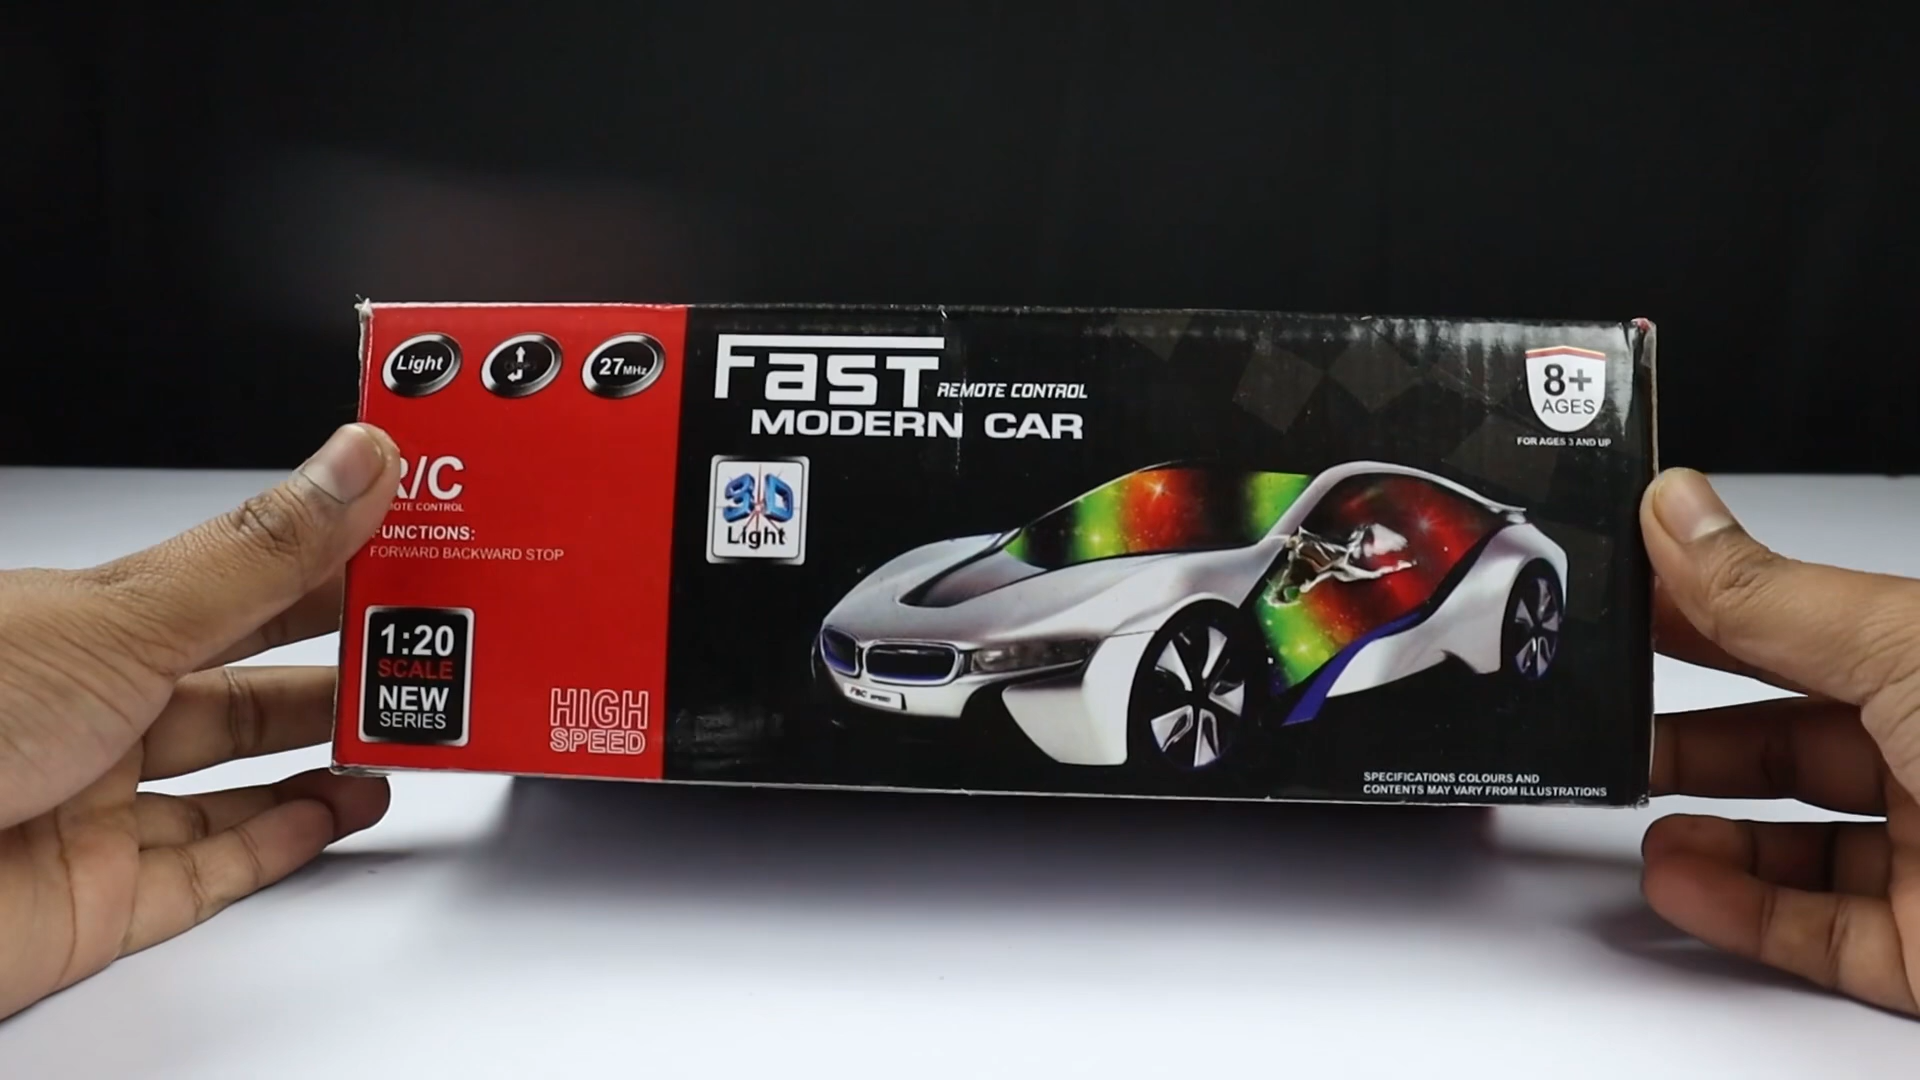 Light
27MHz
R/C
REMOTE CONTROL
FUNCTIONS:
FORWARD BACKWARD STOP
1:20
SCALE
NEW
SERIES
HIGH
SPEED
FaST REMOTE CONTROL
MODERN CAR
3D
Light
8+
AGES
FOR AGES 3 AND UP
SPECIFICATIONS COLOURS AND
CONTENTS MAY VARY FROM ILLUSTRATIONS